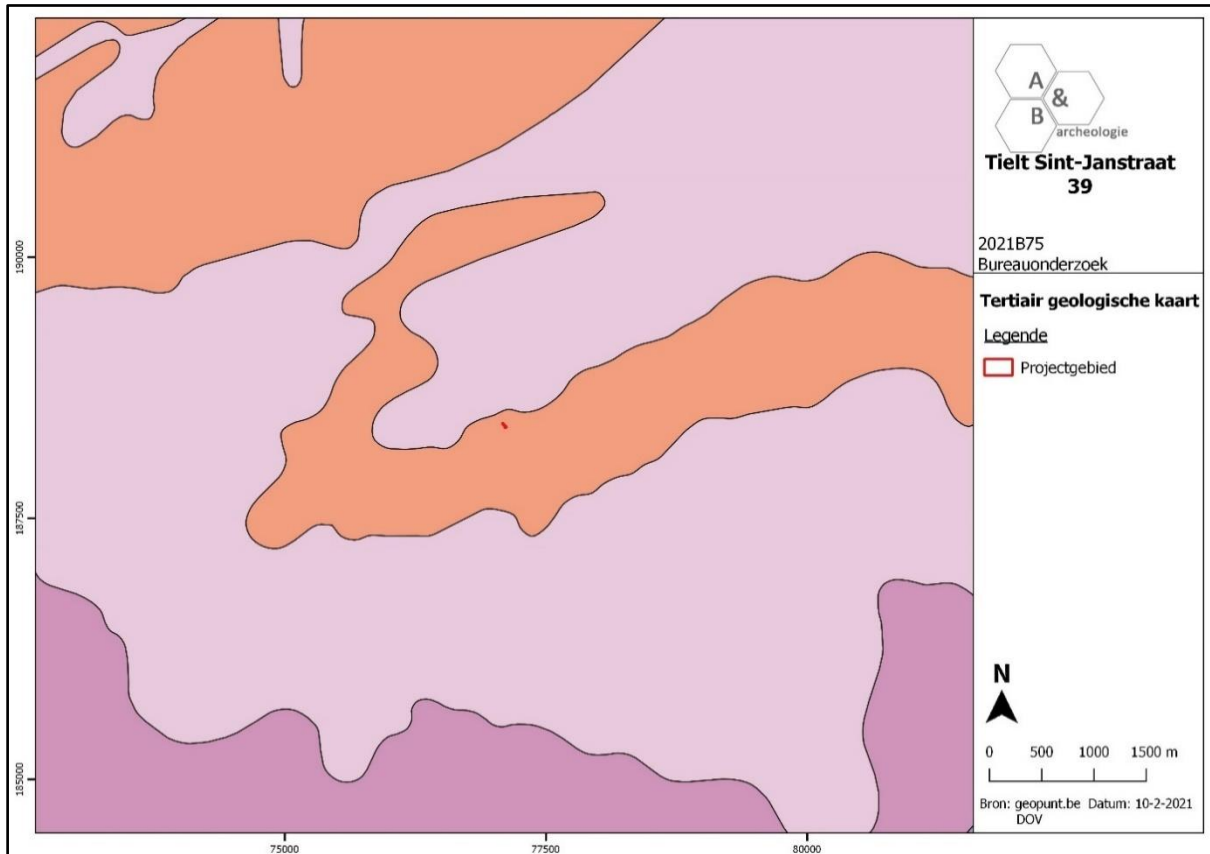 A
&
B
archeologie
Tielt Sint-Janstraat
39
2021B75
Bureauonderzoek
Tertiair geologische kaart
Legende
Projectgebied
N
0 500 1000 1500 m
Bron: geopunt.be Datum: 10-2-2021
DOV
190000
187500
185000
75000 77500 80000